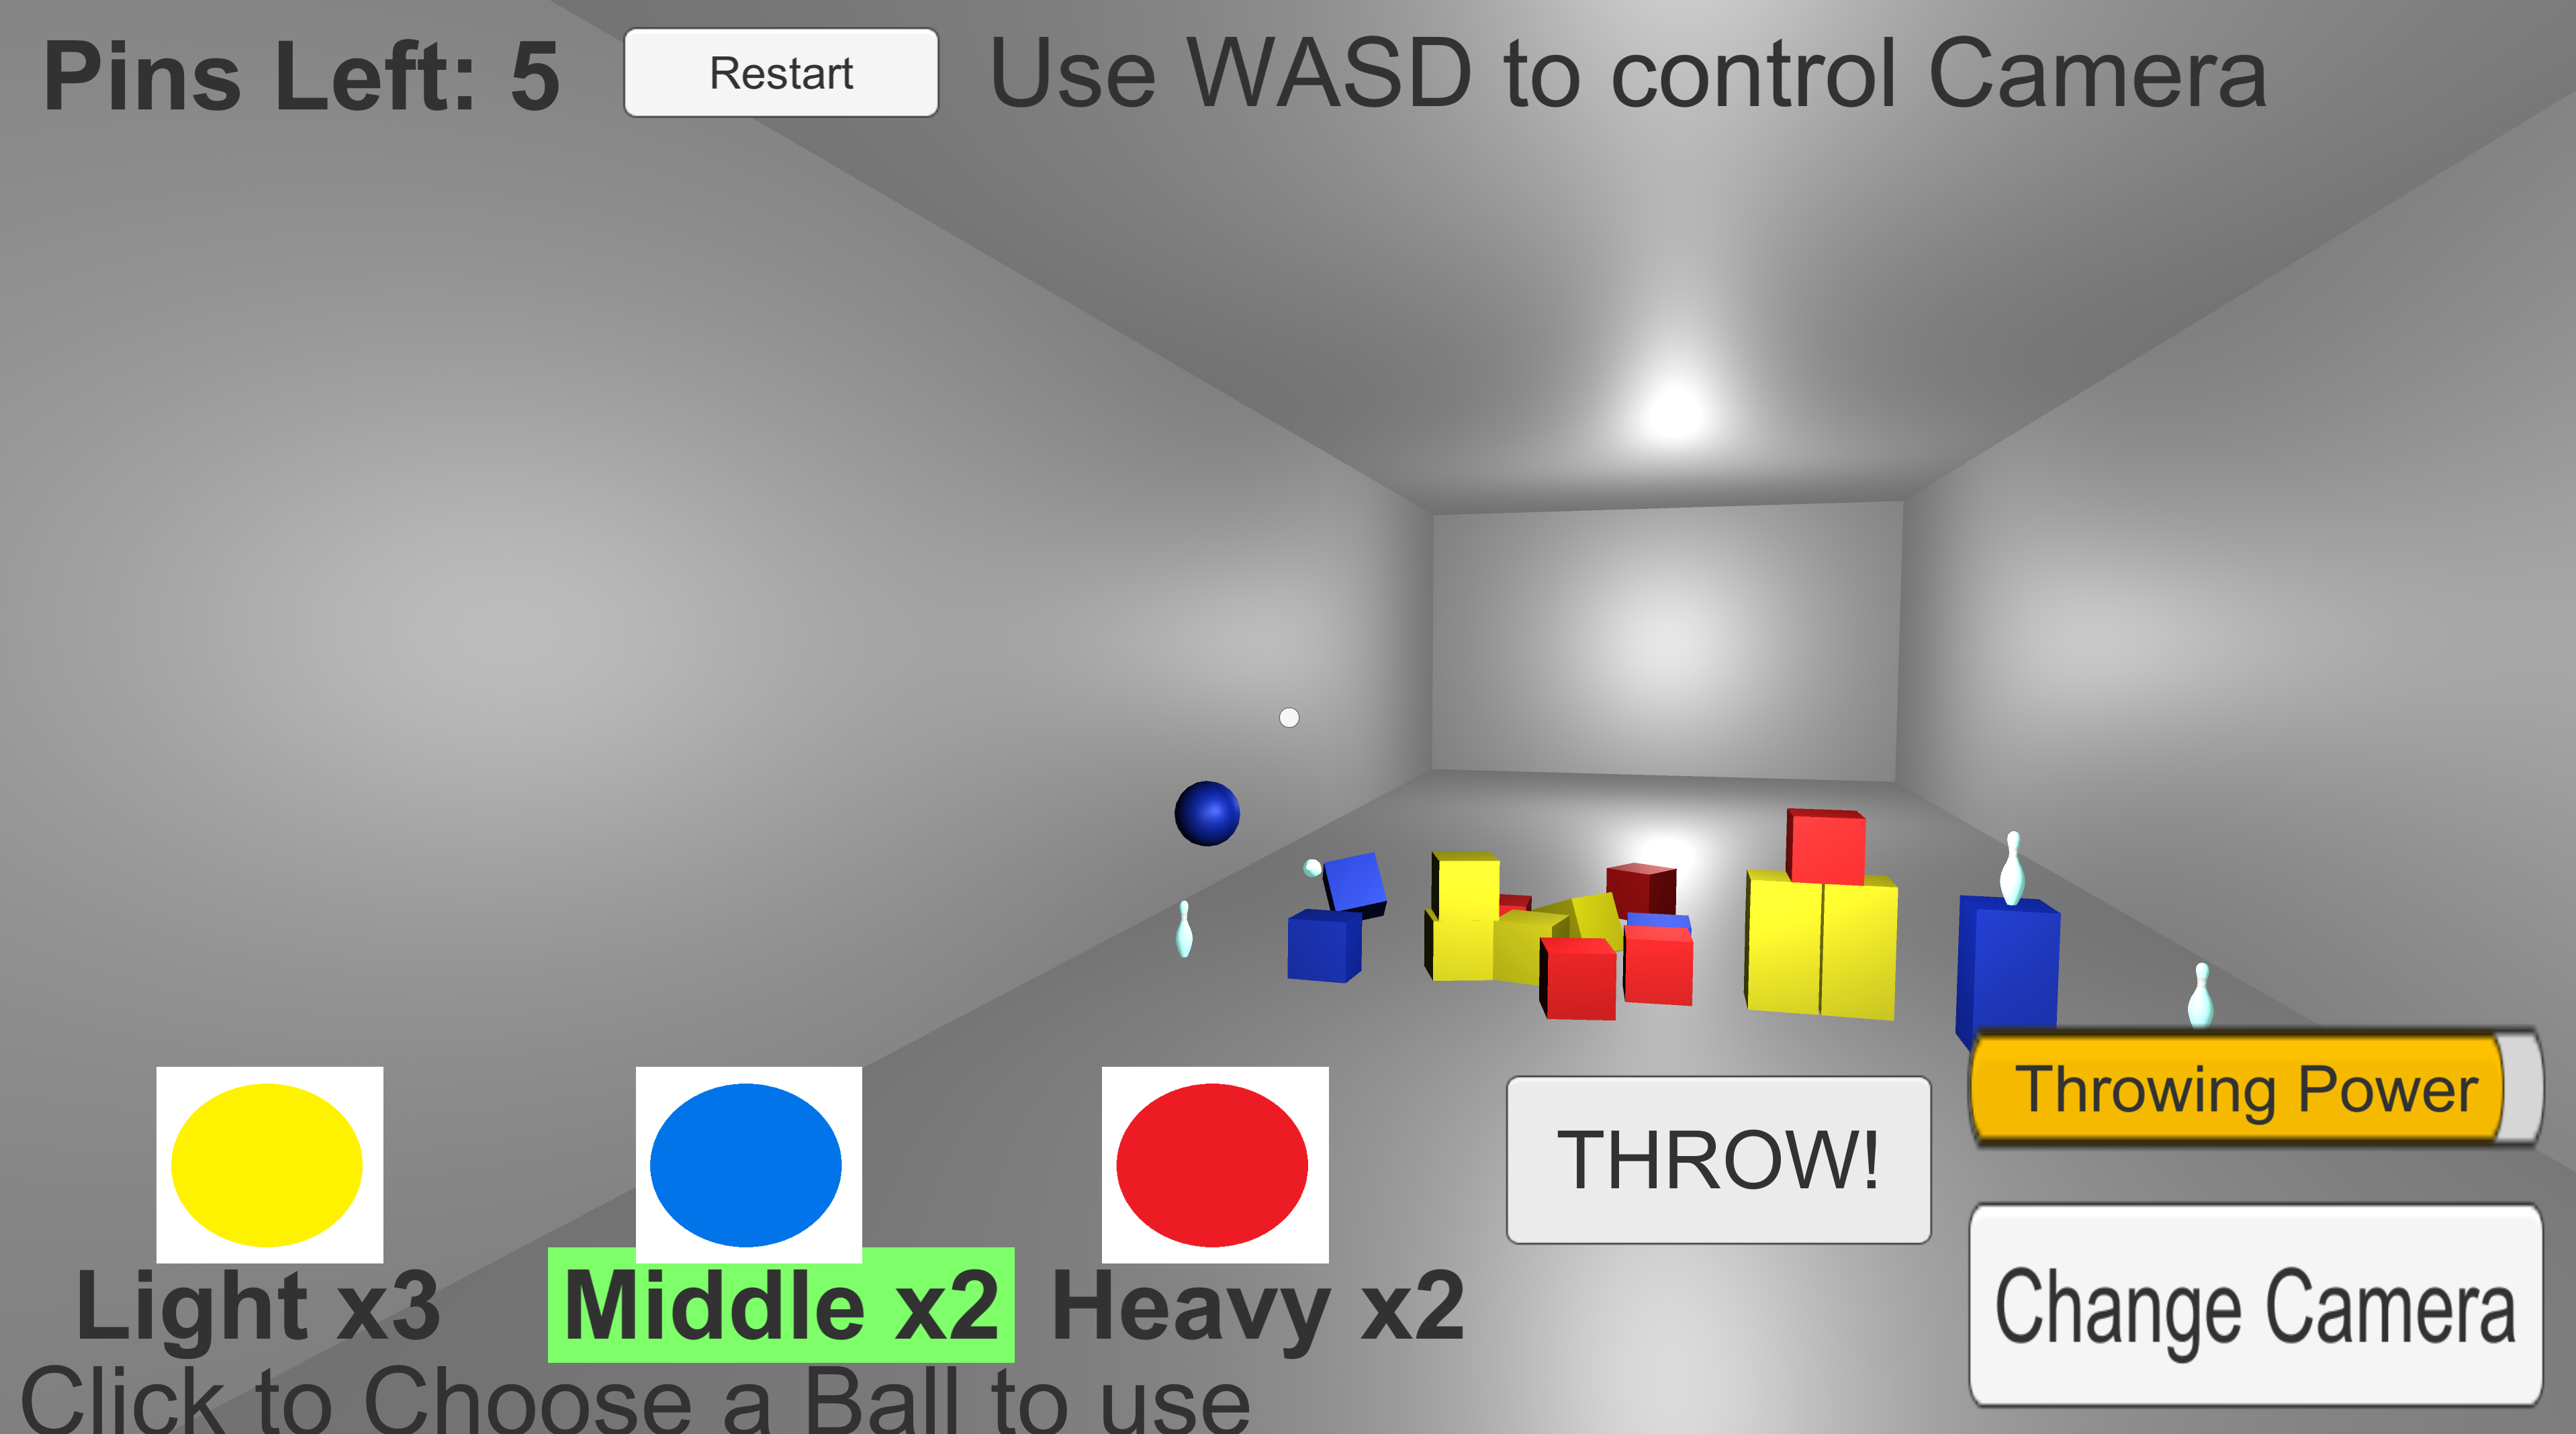 Pins Left: 5
Restart
Use WASD to control Camera
Throwing Power
THROW!
Change Camera
Light x3
Middle x2
Heavy x2
Click to Choose a Ball to use